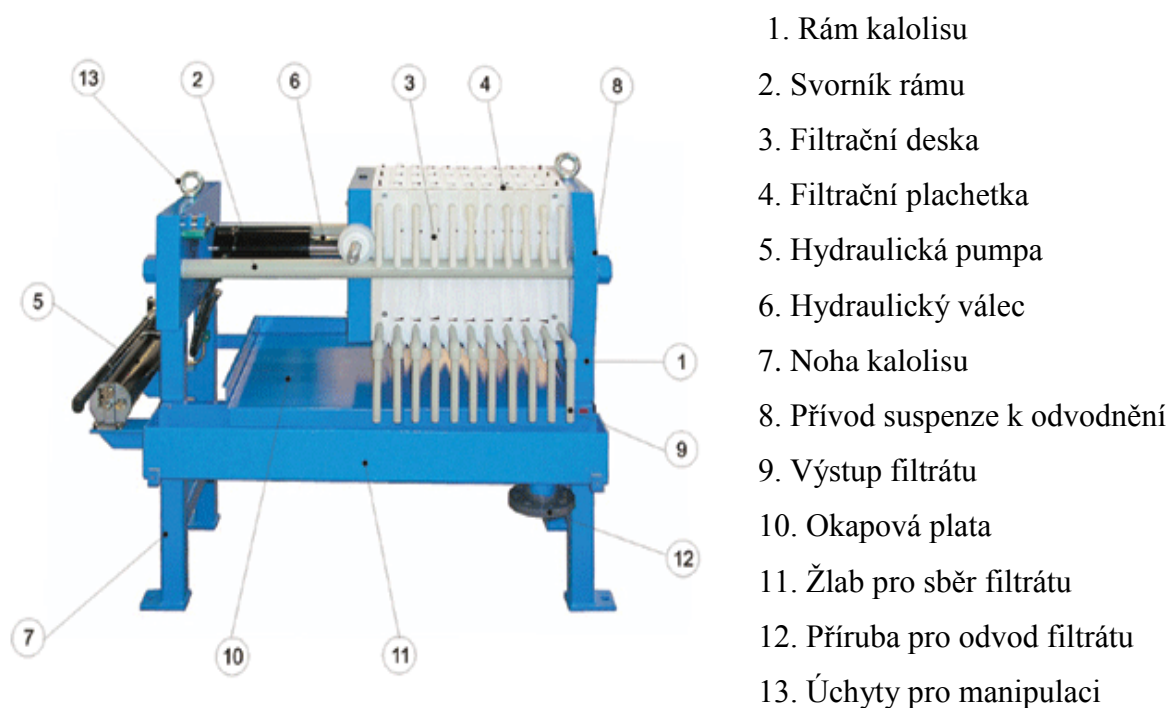 13
2
6
3
4
8
5
1
9
12
7
10
11
1. Rám kalolisu
2. Svorník rámu
3. Filtrační deska
4. Filtrační plachetka
5. Hydraulická pumpa
6. Hydraulický válec
7. Noha kalolisu
8. Přívod suspenze k odvodnění
9. Výstup filtrátu
10. Okapová plata
11. Žlab pro sběr filtrátu
12. Příruba pro odvod filtrátu
13. Úchyty pro manipulaci